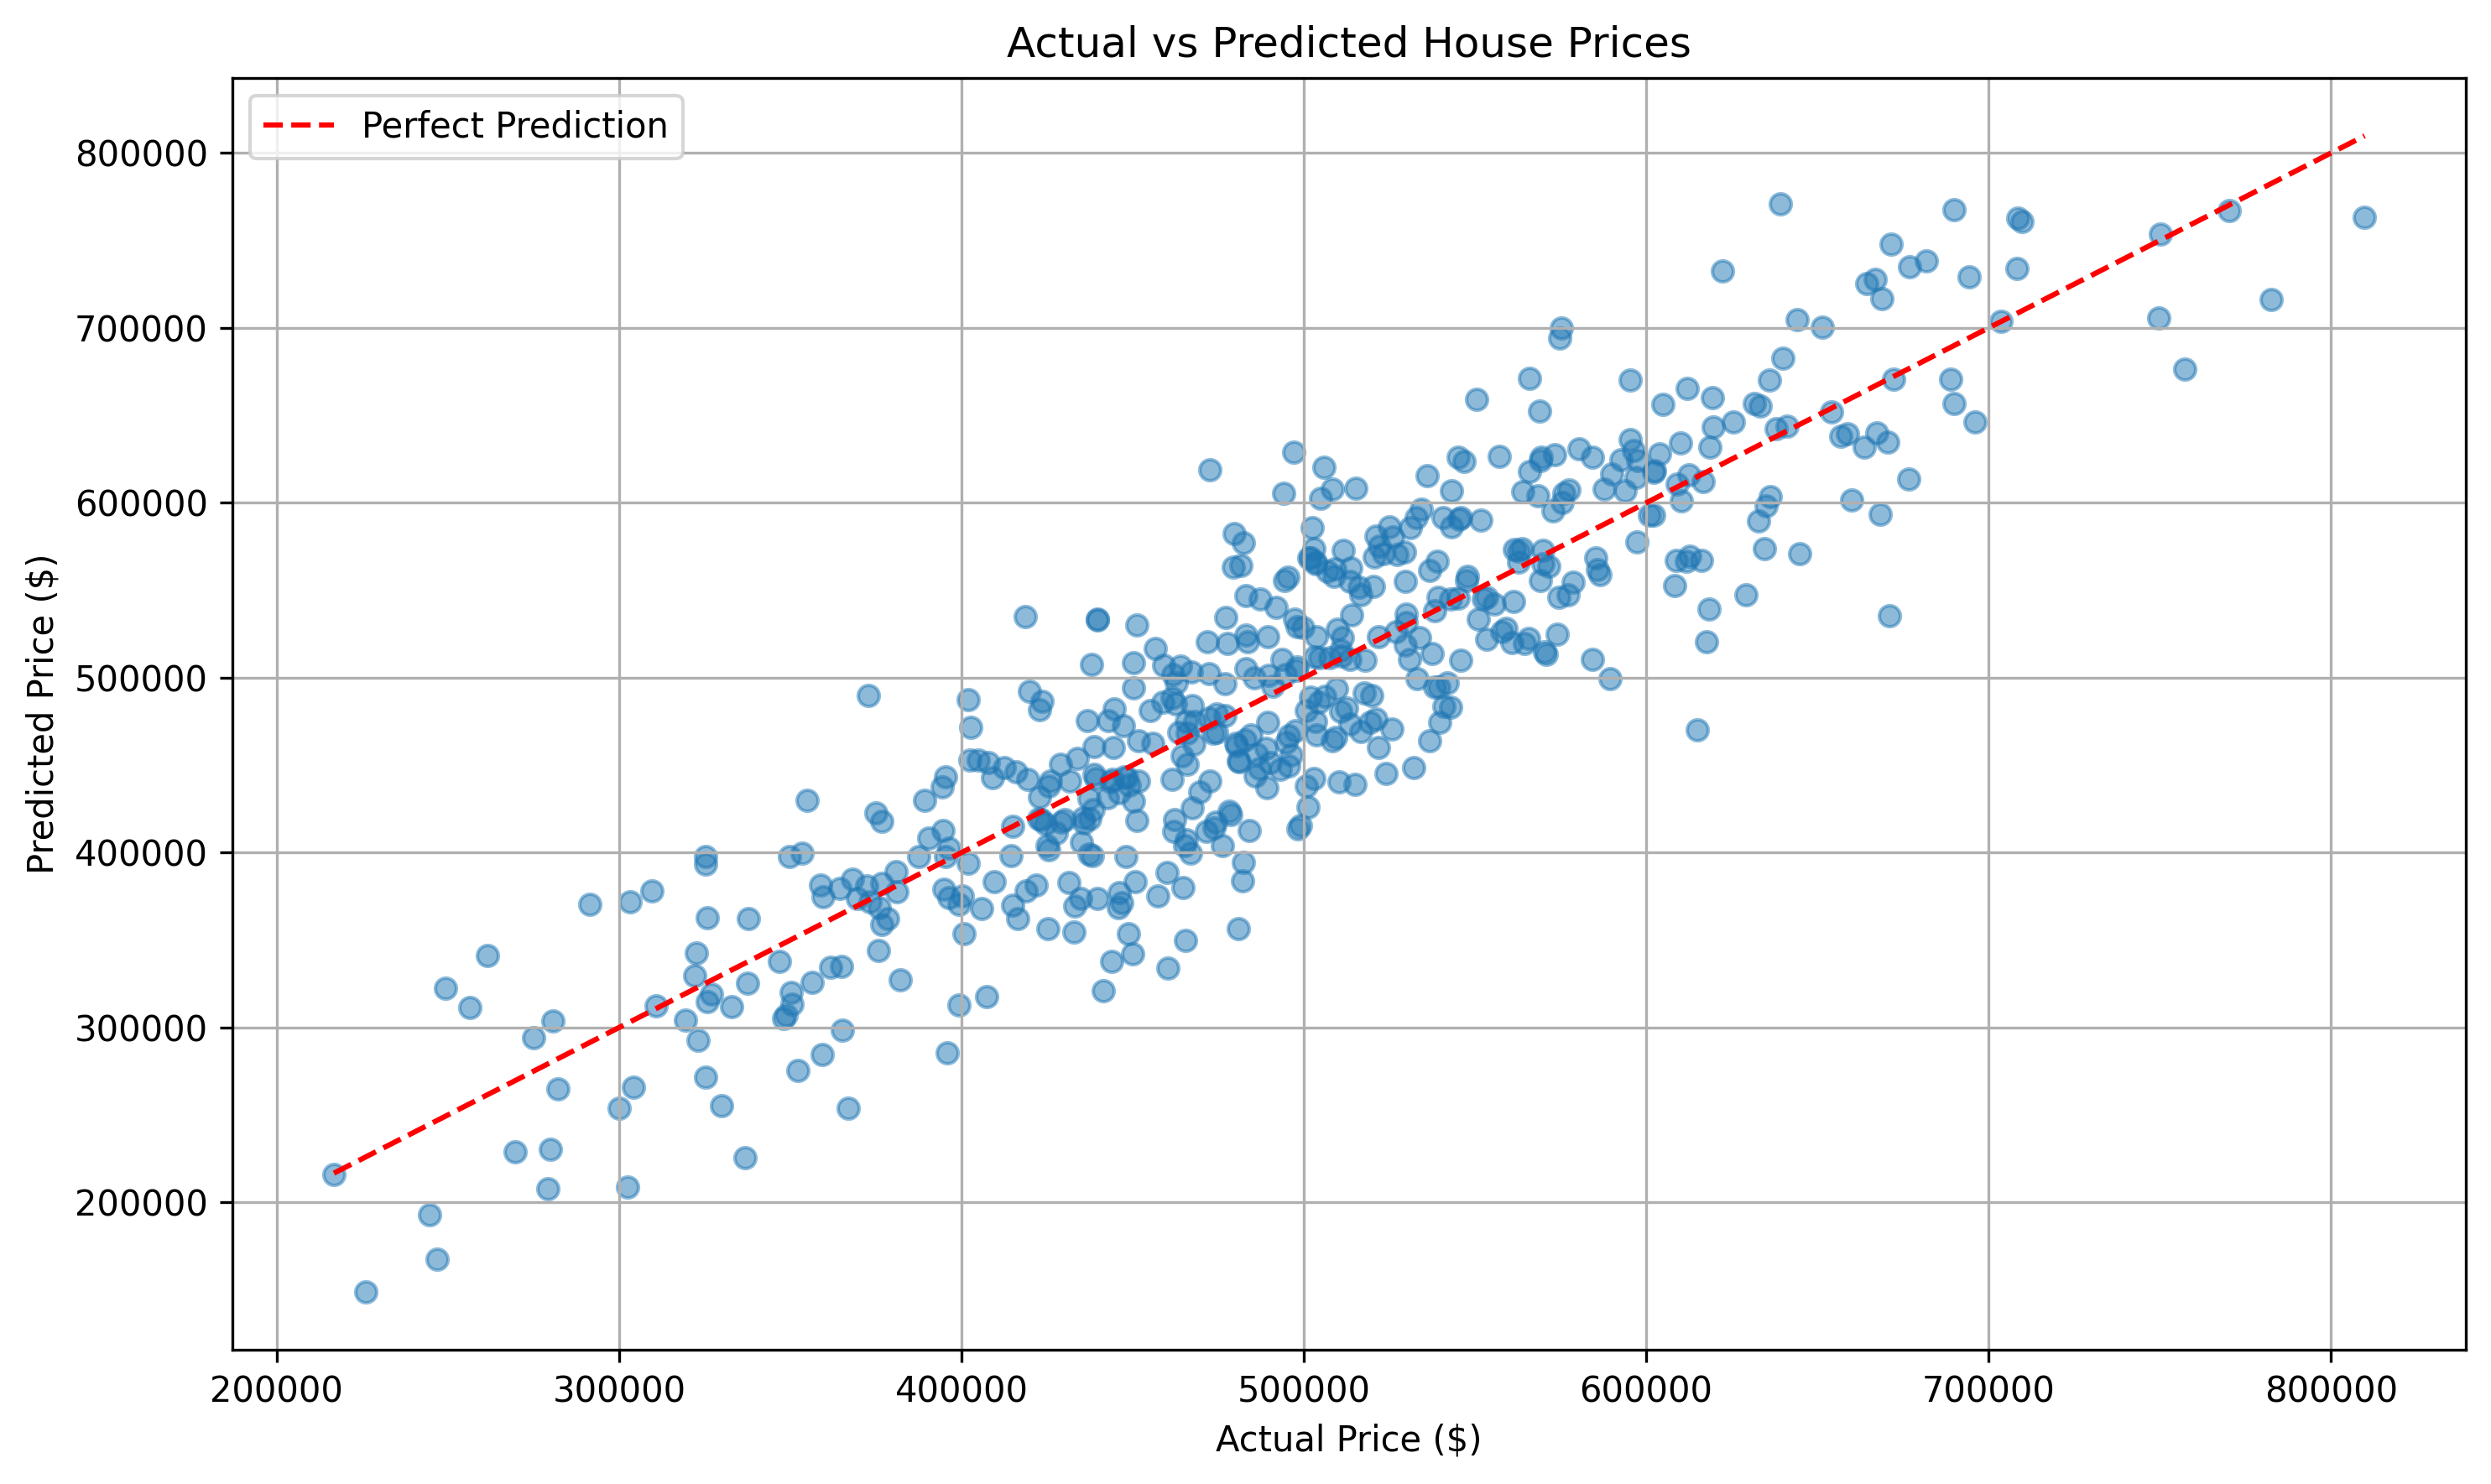 Actual vs Predicted House Prices
Perfect Prediction
800000
700000
600000
500000
400000
300000
200000
Predicted Price ($)
200000 300000 400000 500000 600000 700000 800000
Actual Price ($)